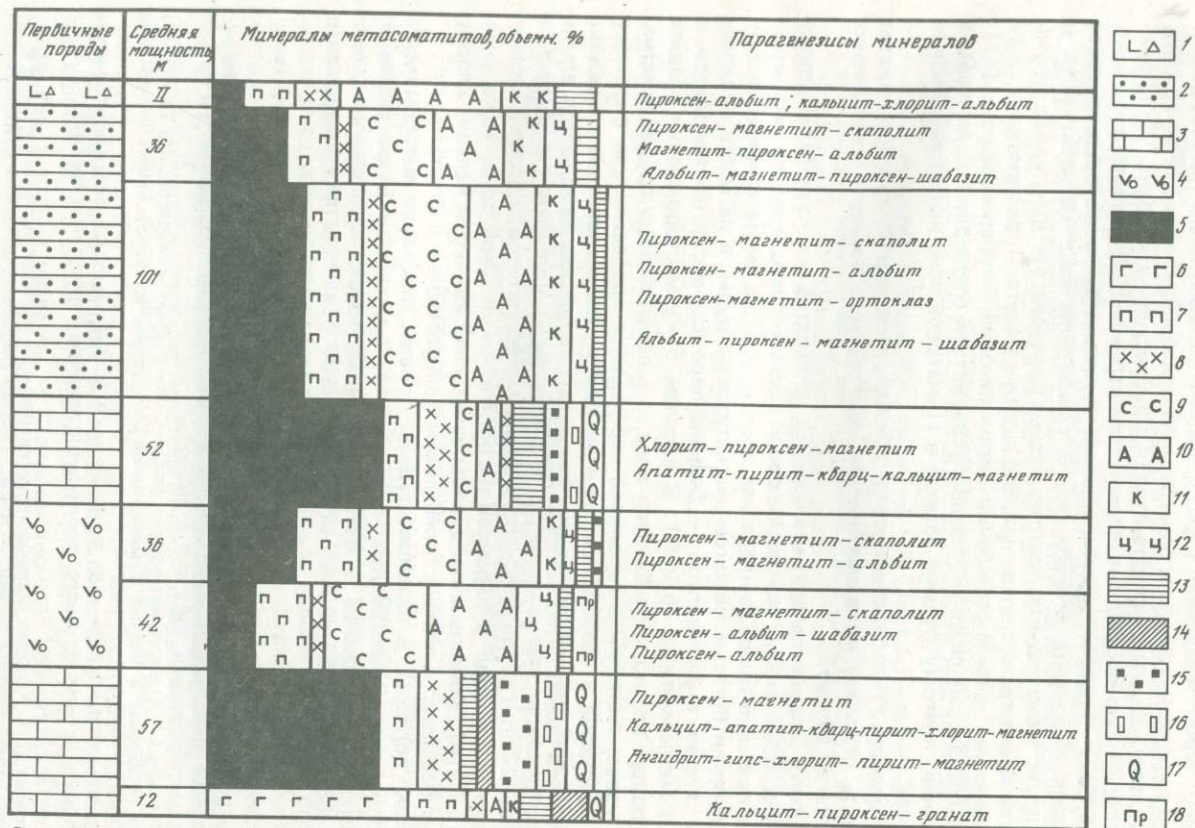 Первичные породы
Средняя мощность, м
Минералы метасоматитов, объемн. %
Парагенезисы минералов
L Δ L Δ
II
п п х х А А А А К К
Пироксен-альбит; кальцит-хлорит-альбит
36
Пироксен-магнетит-скаполит
Магнетит-пироксен-альбит
Альбит-магнетит-пироксен-шабазит
101
Пироксен-магнетит-скаполит
Пироксен-магнетит-альбит
Пироксен-магнетит-ортоклаз
Альбит-пироксен-магнетит-шабазит
52
Хлорит-пироксен-магнетит
Апатит-пирит-кварц-кальцит-магнетит
36
Пироксен-магнетит-скаполит
Пироксен-магнетит-альбит
42
Пироксен-магнетит-скаполит
Пироксен-альбит-шабазит
Пироксен-альбит
57
Пироксен-магнетит
Кальцит-апатит-кварц-пирит-хлорит-магнетит
Ангидрит-гипс-хлорит-пирит-магнетит
12
Г Г Г Г Г Г п п х А К Q
Кальцит-пироксен-гранат
L Δ 1
2
3
Vo Vo 4
5
Г Г 6
п п 7
х х х 8
С С 9
А А 10
К 11
ц ц 12
13
14
15
16
Q 17
Пр 18